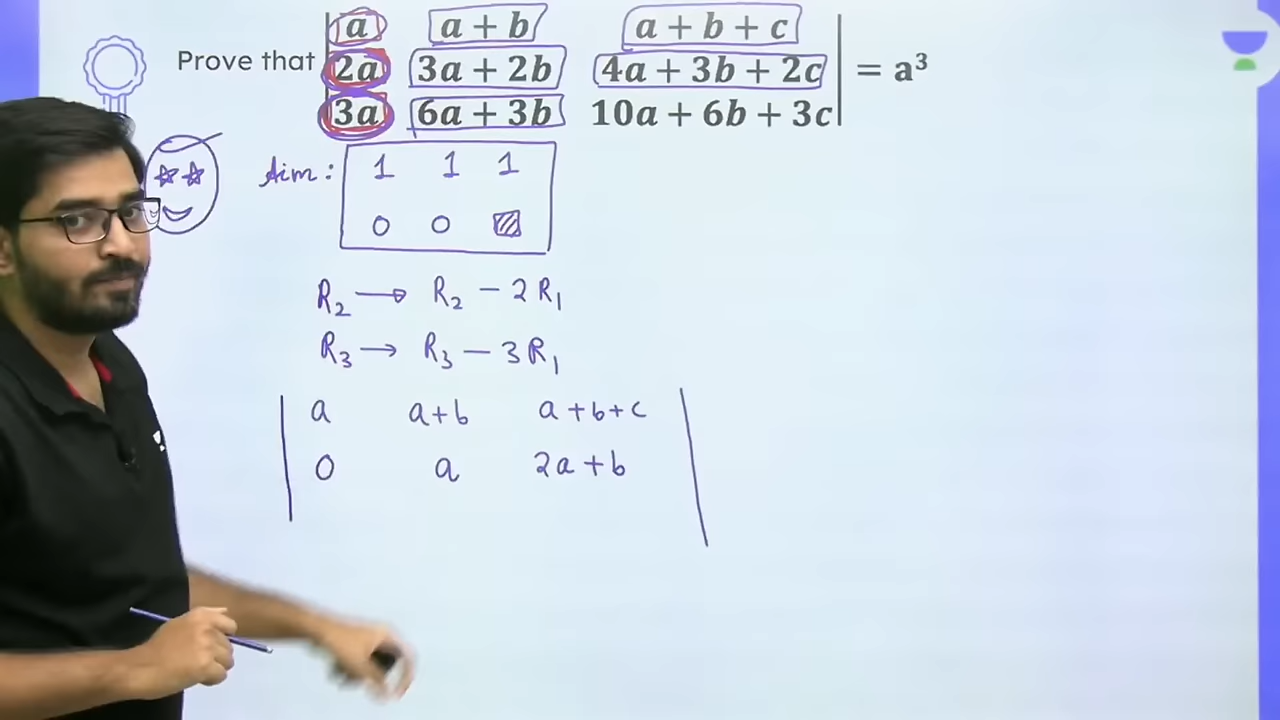 a a + b a + b + c
Prove that 2a 3a + 2b 4a + 3b + 2c = a³
3a 6a + 3b 10a + 6b + 3c
Aim : 1 1 1
0 0
R₂ → R₂ − 2R₁
R₃ → R₃ − 3R₁
a a+b a+b+c
0 a 2a+b